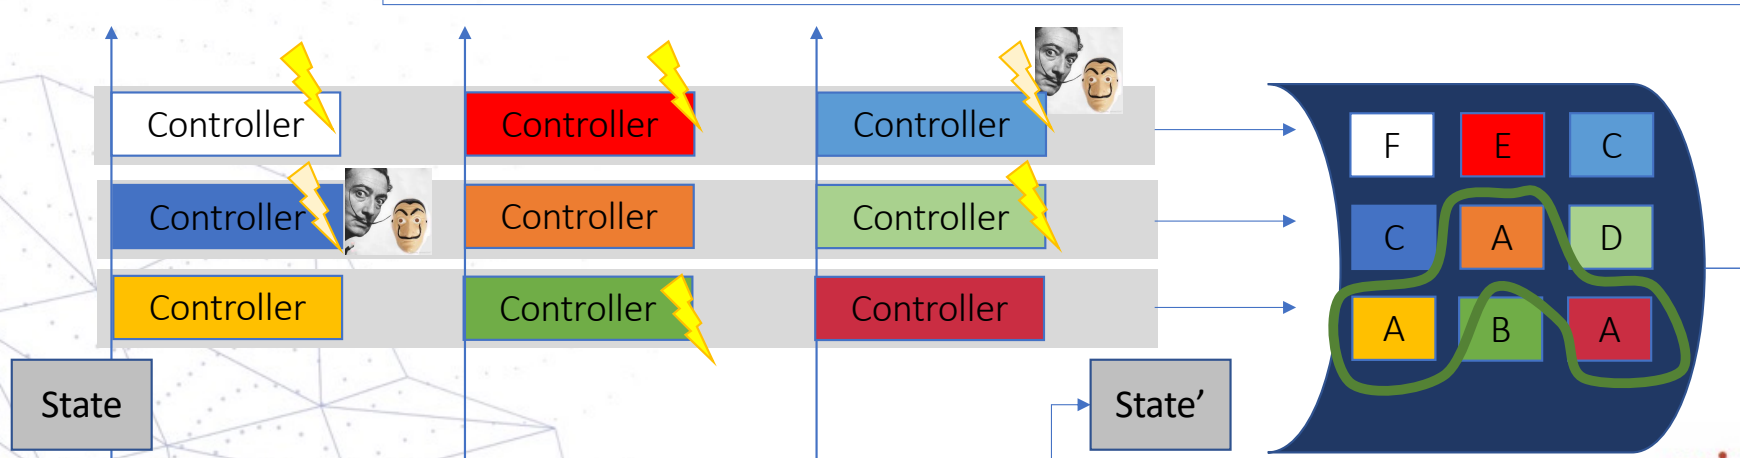 Controller Controller Controller
F E C
Controller Controller Controller
C A D
Controller Controller Controller
A B A
State
State’